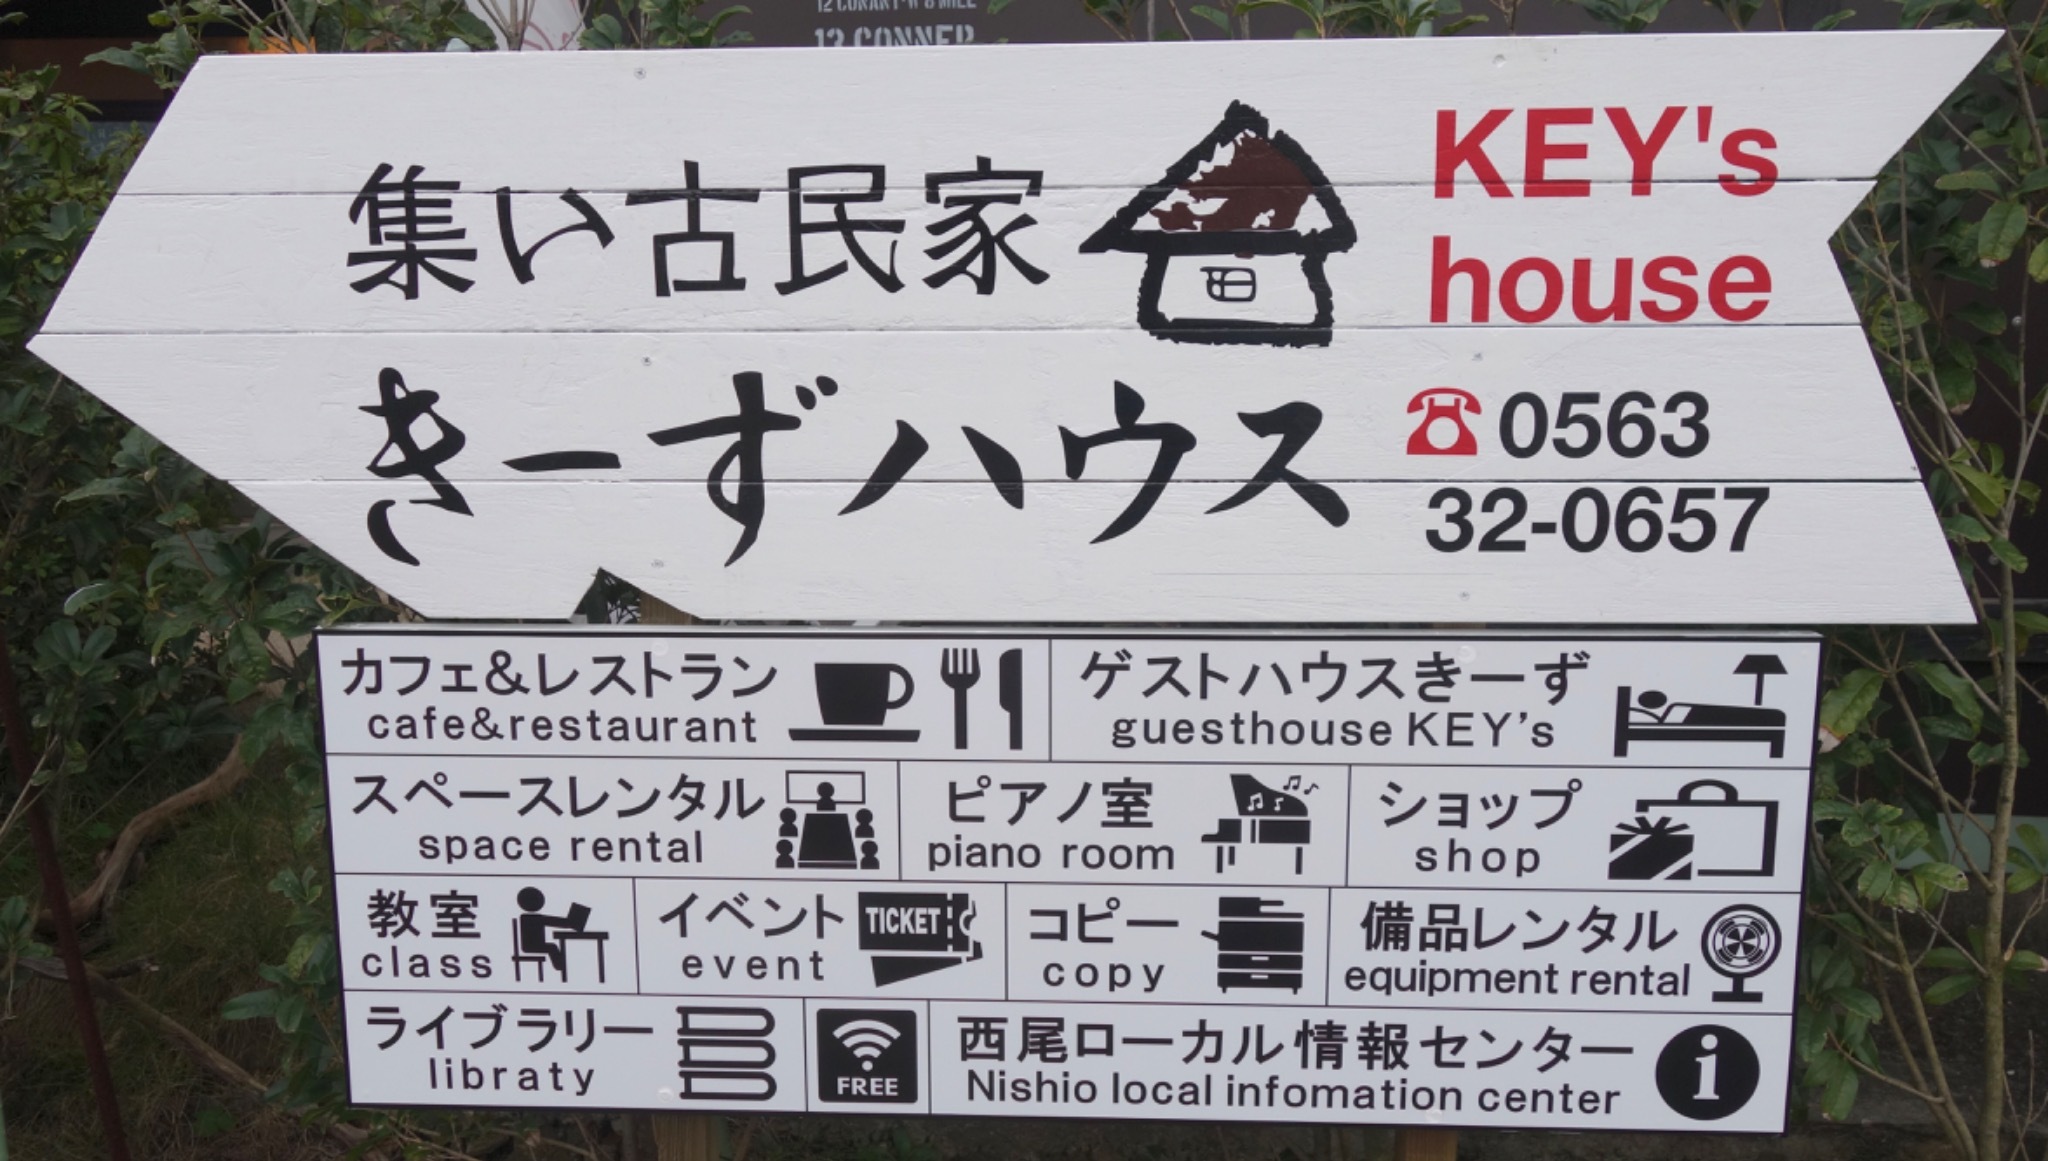 12 CONNER
集い古民家
KEY's
house
きーずハウス
0563
32-0657
カフェ&レストラン
cafe&restaurant
ゲストハウスきーず
guesthouse KEY's
スペースレンタル
space rental
ピアノ室
piano room
ショップ
shop
教室
class
イベント
event
TICKET
コピー
copy
備品レンタル
equipment rental
ライブラリー
libraty
FREE
西尾ローカル情報センター
Nishio local infomation center